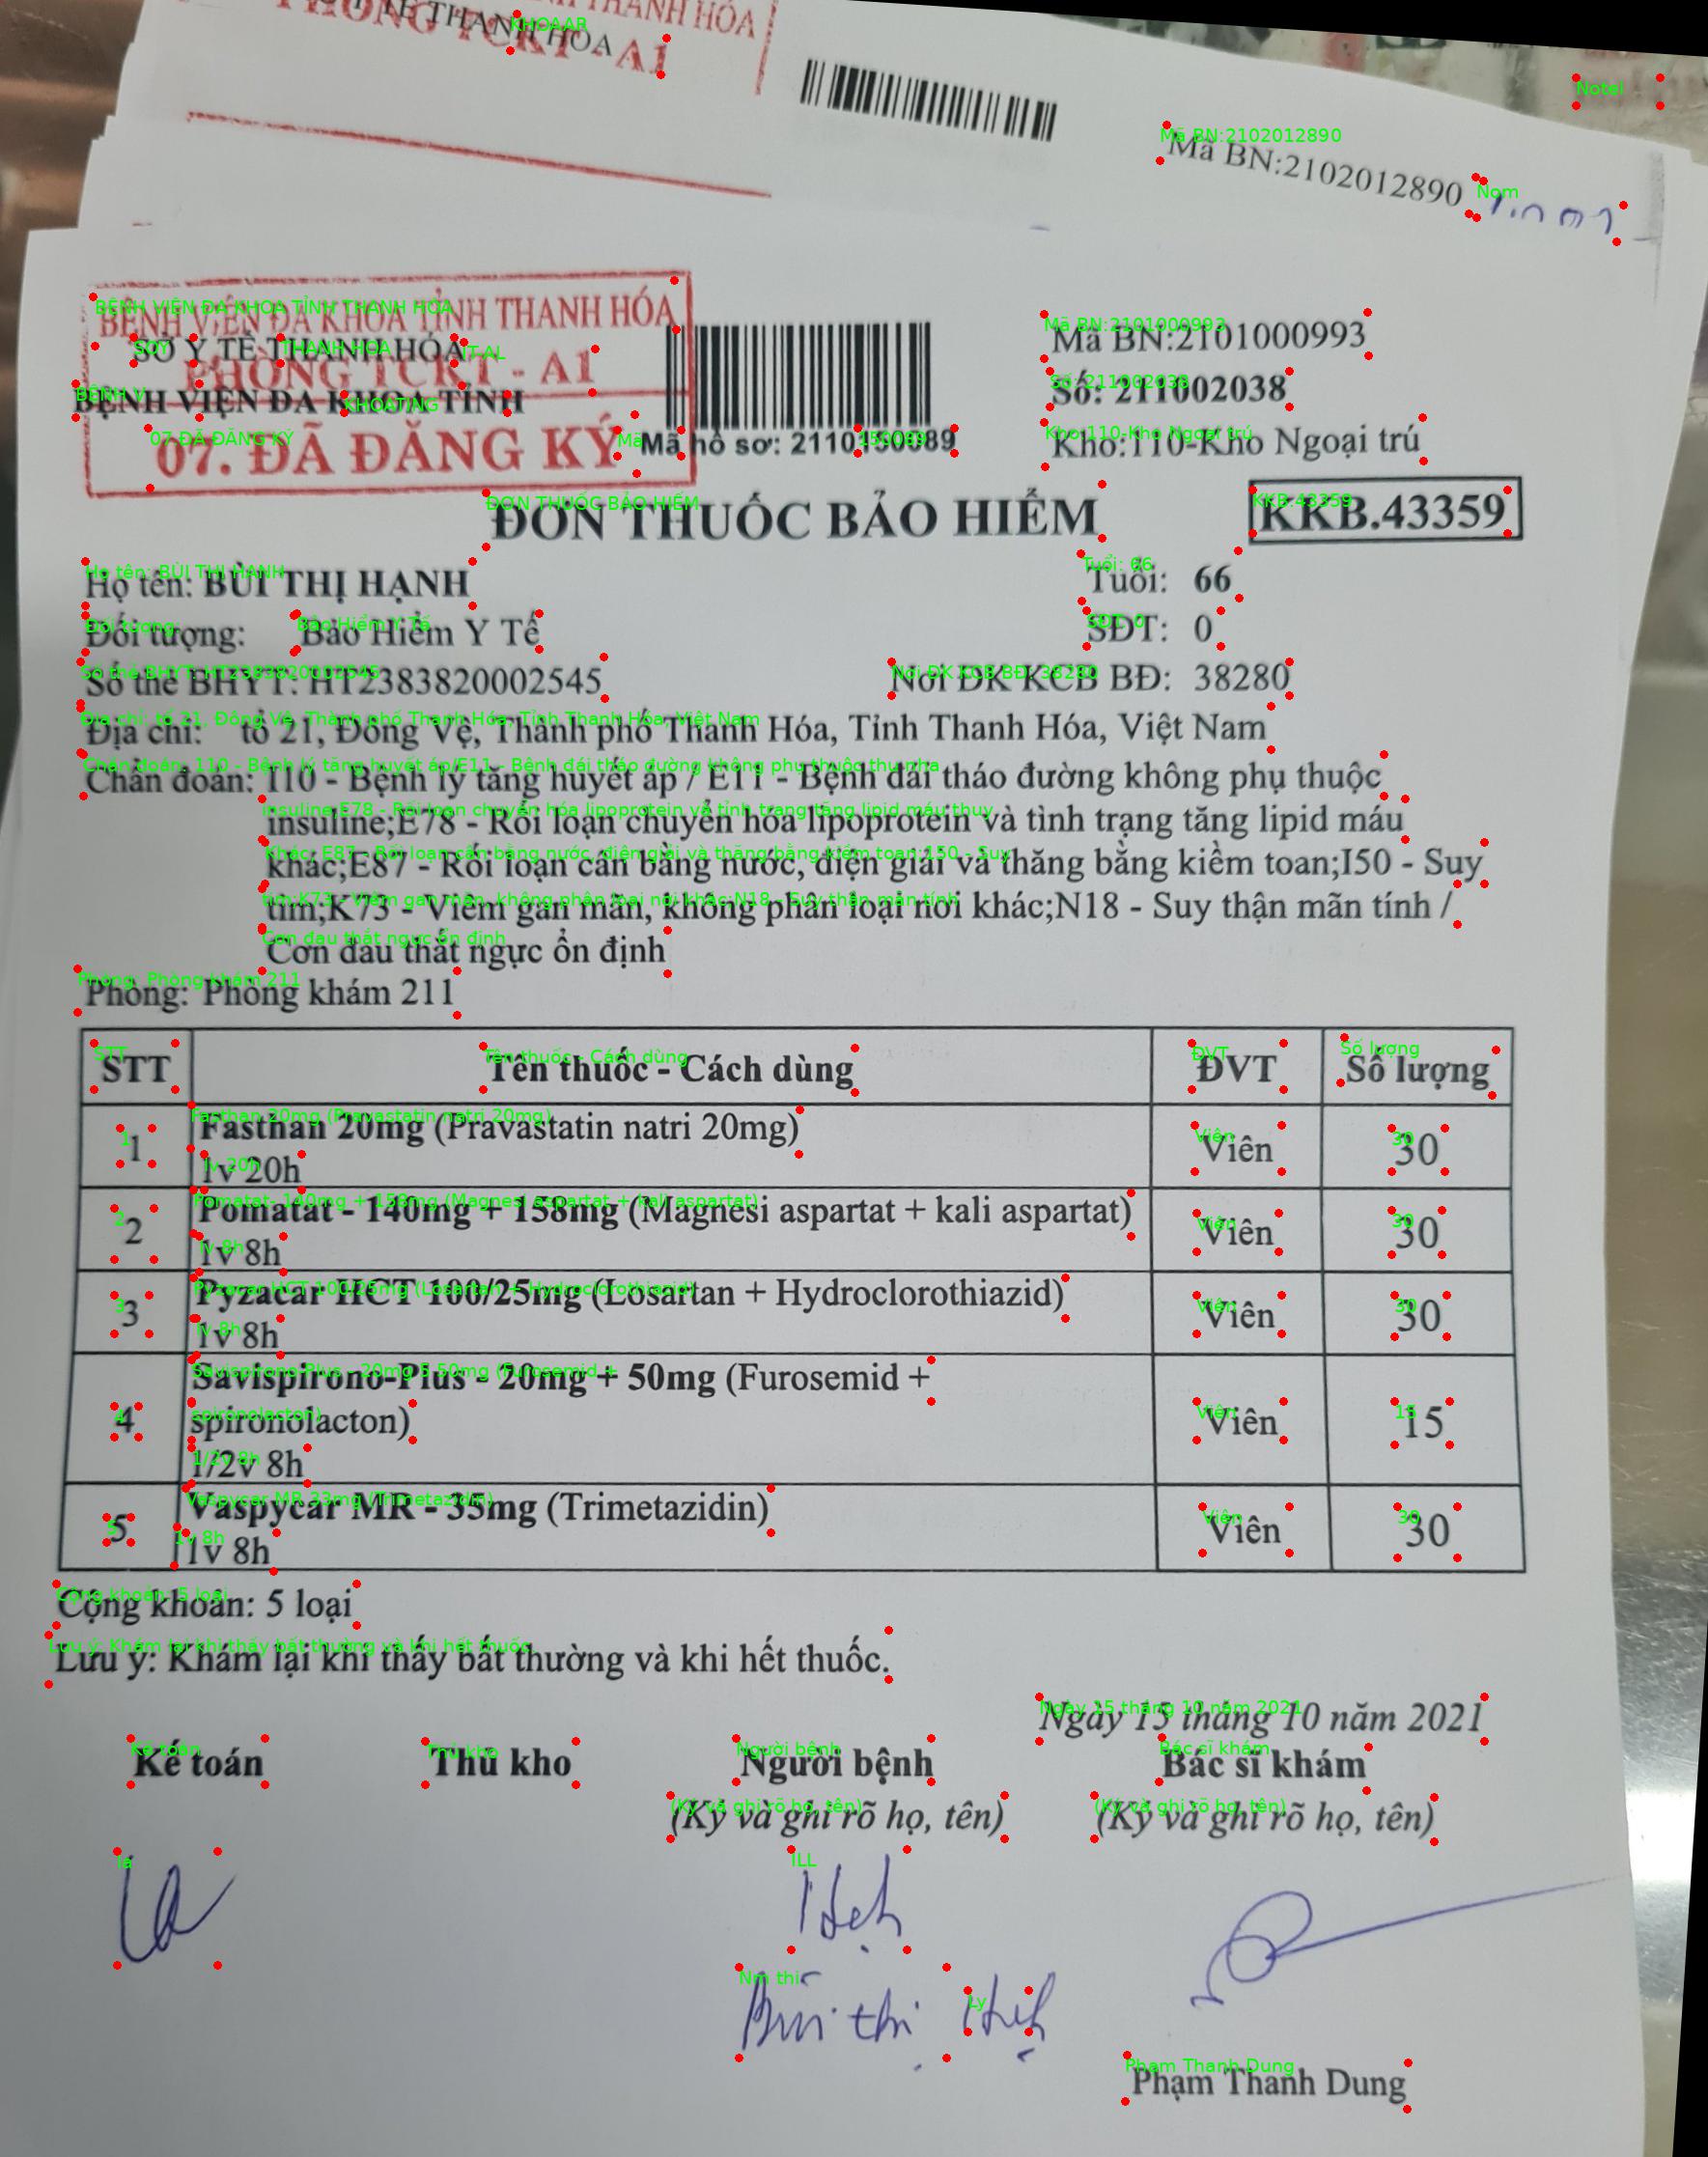 THANH HÓA
TẾ THANH HÓA
PHÒNG TCKT A1
Mã BN:2102012890
BỆNH VIỆN ĐA KHOA TỈNH THANH HÓA
SỞ Y TẾ THANH HÓA
PHÒNG TCKT - A1
BỆNH VIỆN ĐA KHOA TỈNH
07. ĐÃ ĐĂNG KÝ
Mã hồ sơ:
Mã BN:2101000993
Số: 211002038
Kho:110-Kho Ngoại trú
ĐƠN THUỐC BẢO HIỂM
KKB.43359
Họ tên: BÙI THỊ HẠNH
Tuổi: 66
Đối tượng: Bảo Hiểm Y Tế
SĐT: 0
Số thẻ BHYT: HT2383820002545
Nơi ĐK KCB BĐ: 38280
Địa chỉ: tổ 21, Đông Vệ, Thành phố Thanh Hóa, Tỉnh Thanh Hóa, Việt Nam
Chẩn đoán: I10 - Bệnh lý tăng huyết áp / E11 - Bệnh đái tháo đường không phụ thuộc
insuline;E78 - Rối loạn chuyển hóa lipoprotein và tình trạng tăng lipid máu
khác;E87 - Rối loạn cân bằng nước, điện giải và thăng bằng kiềm toan;I50 - Suy
tim;K73 - Viêm gan mãn, không phân loại nơi khác;N18 - Suy thận mãn tính /
Cơn đau thắt ngực ổn định
Phòng: Phòng khám 211
STT Tên thuốc - Cách dùng ĐVT Số lượng
1 Fasthan 20mg (Pravastatin natri 20mg) Viên 30
1v 20h
2 Pomatat - 140mg + 158mg (Magnesi aspartat + kali aspartat) Viên 30
1v 8h
3 Pyzacar HCT 100/25mg (Losartan + Hydroclorothiazid) Viên 30
1v 8h
4 Savispirono-Plus - 20mg + 50mg (Furosemid + Viên 15
spironolacton)
1/2v 8h
5 Vaspycar MR - 35mg (Trimetazidin) Viên 30
1v 8h
Cộng khoản: 5 loại
Lưu ý: Khám lại khi thấy bất thường và khi hết thuốc.
Ngày 15 tháng 10 năm 2021
Kế toán Thủ kho Người bệnh Bác sĩ khám
(Ký và ghi rõ họ, tên) (Ký và ghi rõ họ, tên)
Bùi thị
Phạm Thanh Dung